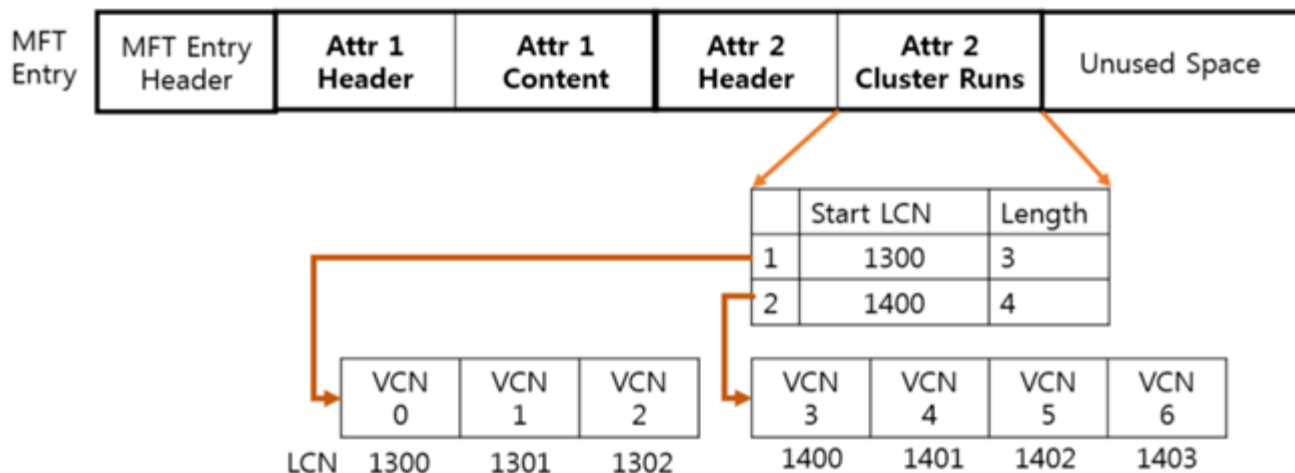 MFT
Entry
MFT Entry
Header
Attr 1
Header
Attr 1
Content
Attr 2
Header
Attr 2
Cluster Runs
Unused Space
Start LCN Length
1 1300 3
2 1400 4
VCN
0
VCN
1
VCN
2
VCN
3
VCN
4
VCN
5
VCN
6
LCN 1300 1301 1302 1400 1401 1402 1403